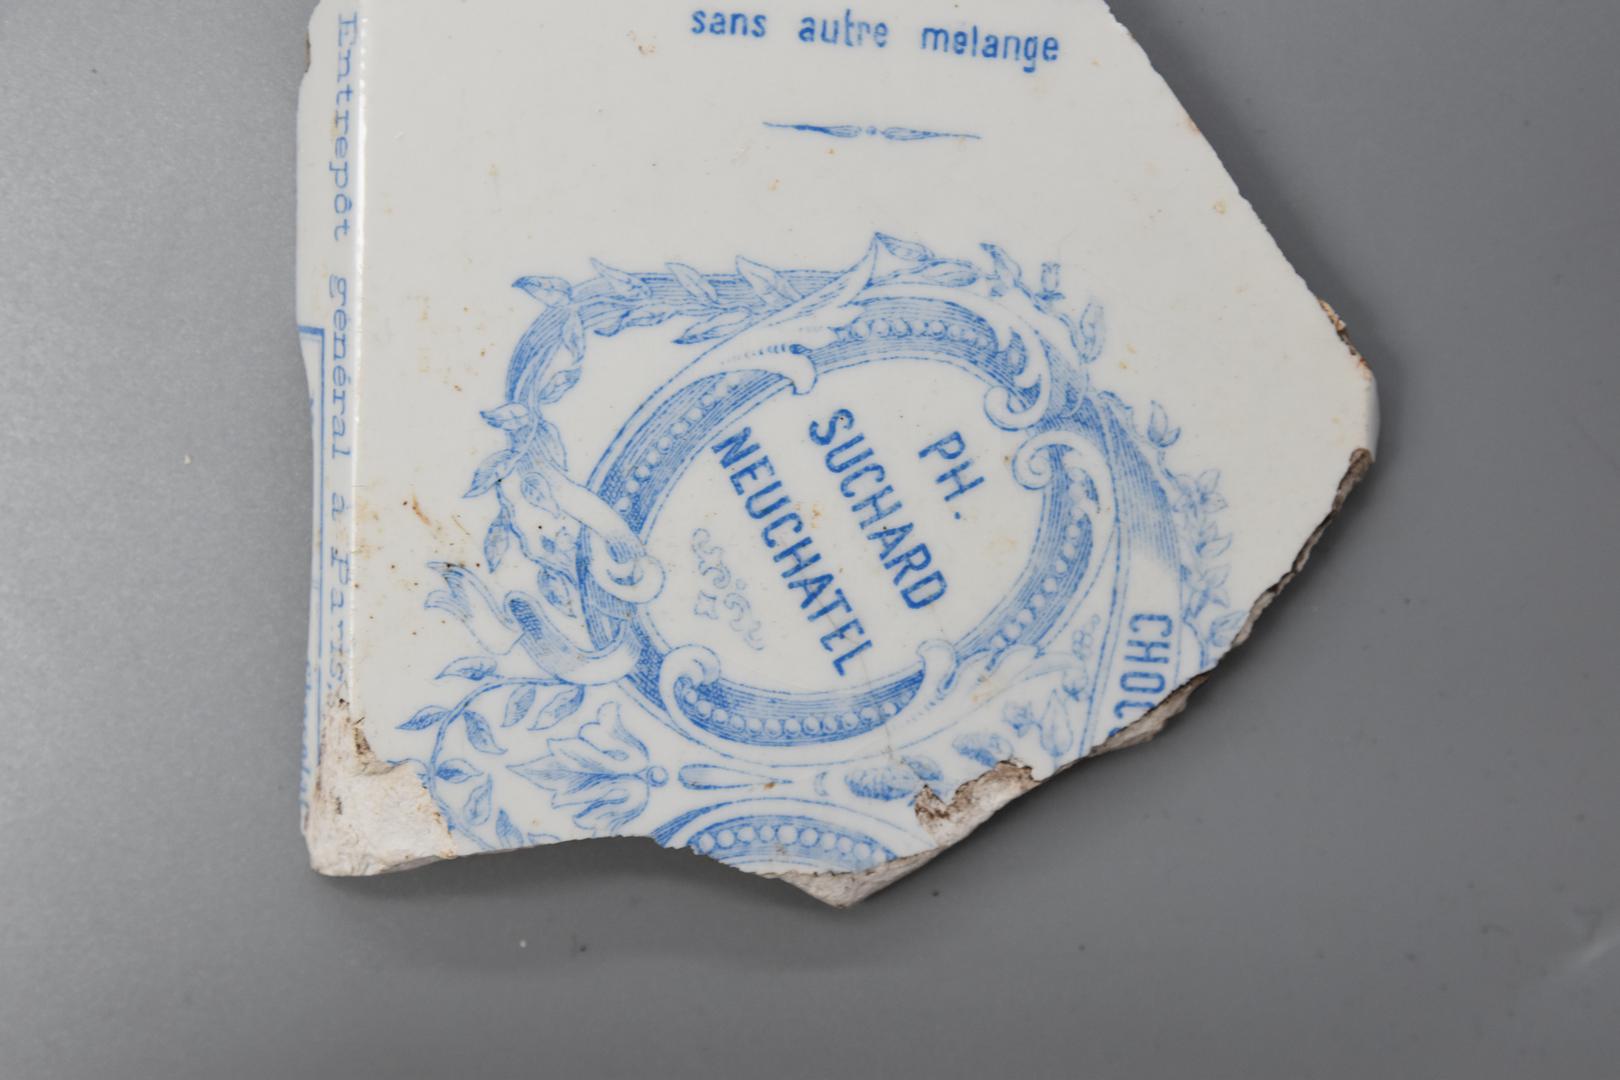 sans autre melange
Entrepôt général à Paris
PH.
SUCHARD
NEUCHATEL
CHOC